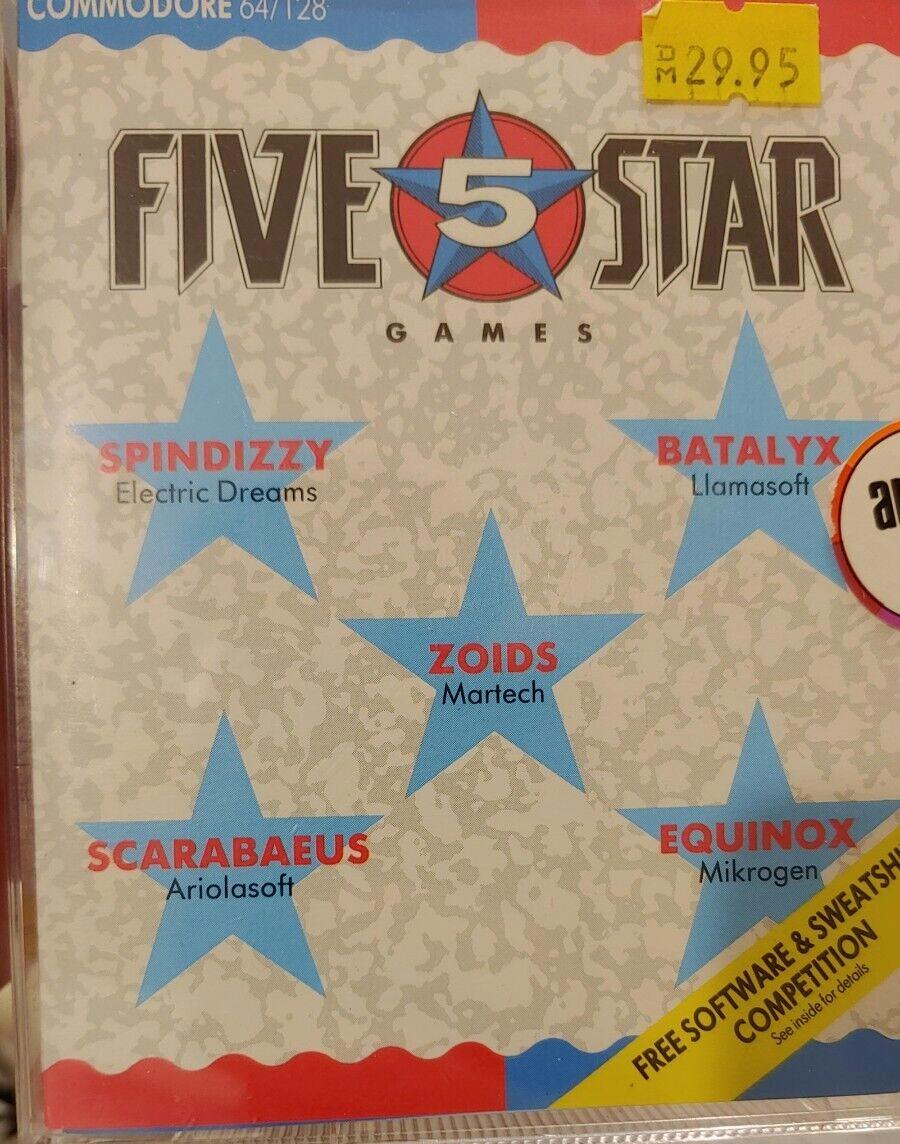 COMMODORE 64/128
MP 29.95
FIVE 5 STAR
GAMES
SPINDIZZY
Electric Dreams
BATALYX
Llamasoft
ZOIDS
Martech
SCARABAEUS
Ariolasoft
EQUINOX
Mikrogen
FREE SOFTWARE &
COMPETITION
See inside for details